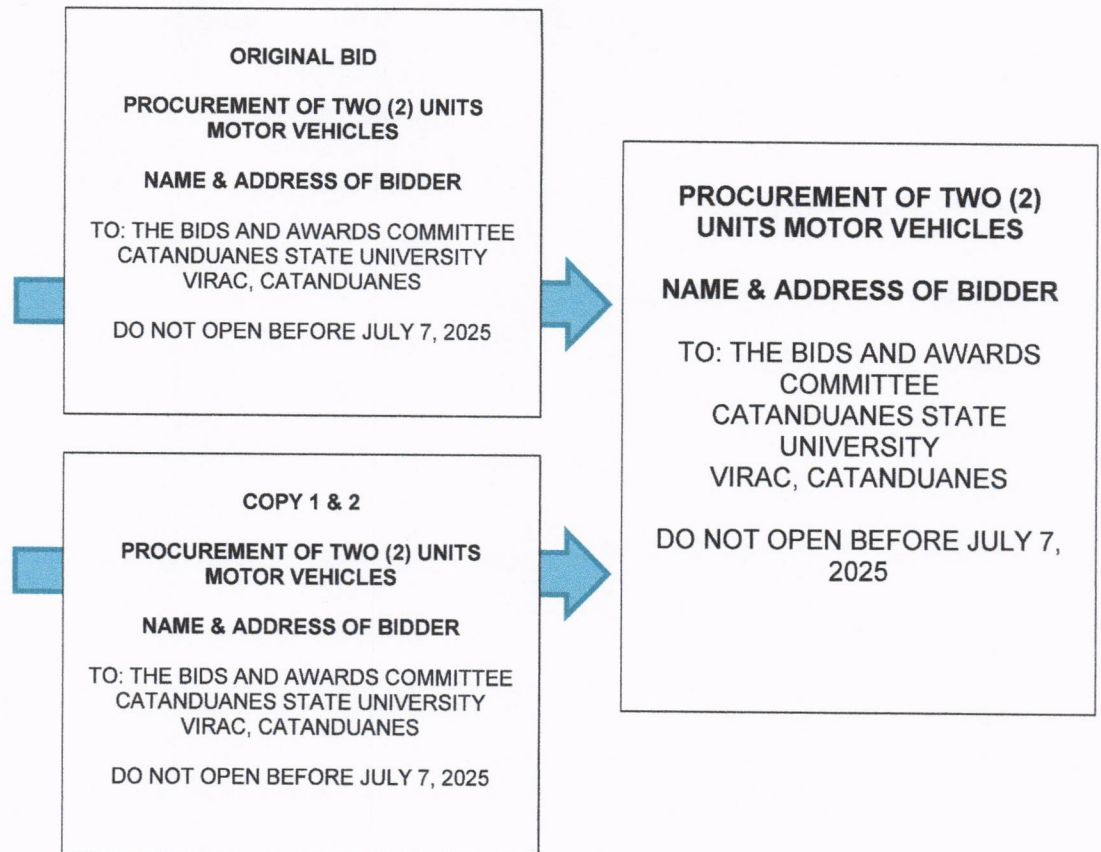 ORIGINAL BID
PROCUREMENT OF TWO (2) UNITS
MOTOR VEHICLES
NAME & ADDRESS OF BIDDER
TO: THE BIDS AND AWARDS COMMITTEE
CATANDUANES STATE UNIVERSITY
VIRAC, CATANDUANES
DO NOT OPEN BEFORE JULY 7, 2025
COPY 1 & 2
PROCUREMENT OF TWO (2) UNITS
MOTOR VEHICLES
NAME & ADDRESS OF BIDDER
TO: THE BIDS AND AWARDS COMMITTEE
CATANDUANES STATE UNIVERSITY
VIRAC, CATANDUANES
DO NOT OPEN BEFORE JULY 7, 2025
PROCUREMENT OF TWO (2)
UNITS MOTOR VEHICLES
NAME & ADDRESS OF BIDDER
TO: THE BIDS AND AWARDS
COMMITTEE
CATANDUANES STATE
UNIVERSITY
VIRAC, CATANDUANES
DO NOT OPEN BEFORE JULY 7,
2025